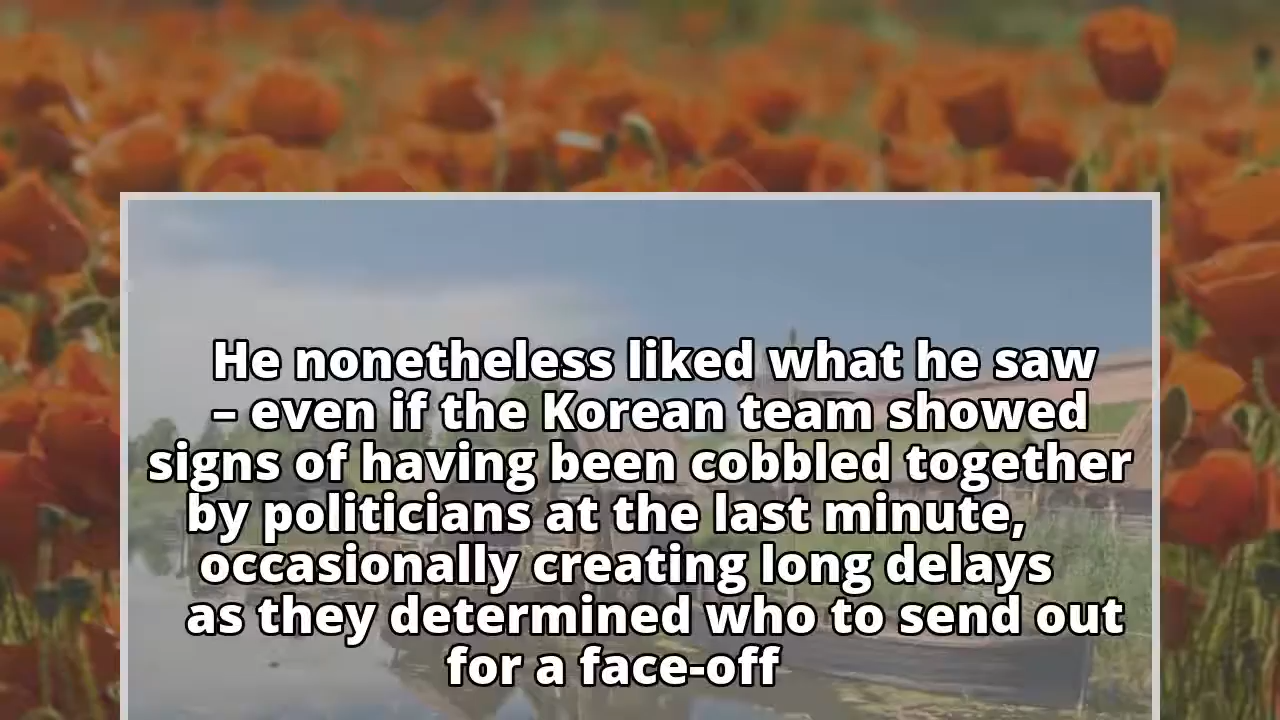 He nonetheless liked what he saw
– even if the Korean team showed
signs of having been cobbled together
by politicians at the last minute,
occasionally creating long delays
as they determined who to send out
for a face-off